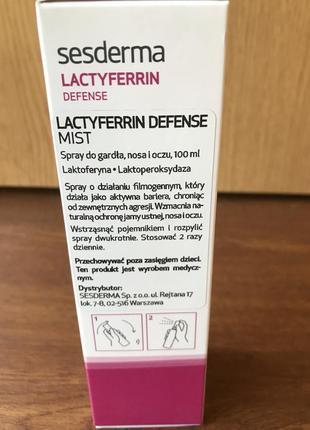 sesderma
LACTYFERRIN
DEFENSE
LACTYFERRIN DEFENSE
MIST
Spray do gardła, nosa i oczu, 100 ml
Laktoferyna • Laktoperoksydaza
Spray o działaniu filmogennym, który
działa jako aktywna bariera, chroniąc
od zewnętrznych agresji. Wzmacnia na-
turalną ochronę jamy ustnej, nosa i oczu.
Wstrząsnąć pojemnikiem i rozpylić
spray dwukrotnie. Stosować 2 razy
dziennie.
Przechowywać poza zasięgiem dzieci.
Ten produkt jest wyrobem medycz-
nym.
Dystrybutor:
SESDERMA Sp. z o.o. ul. Rejtana 17
lok. 7-8, 02-516 Warszawa
1 2